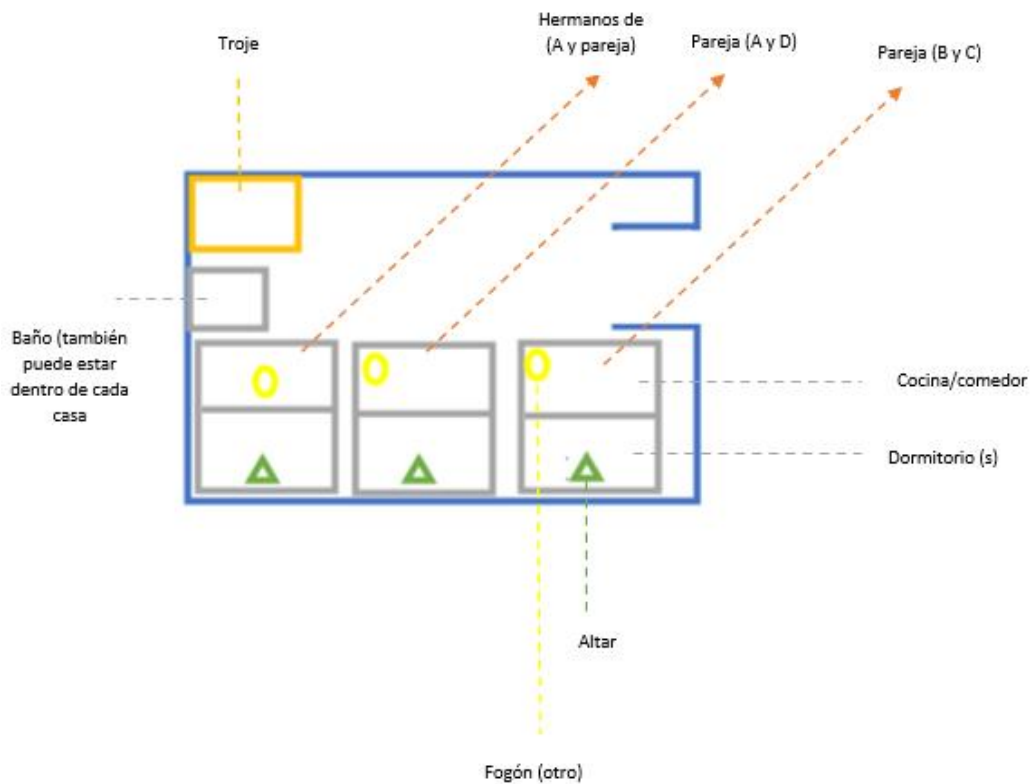 Troje
Hermanos de
(A y pareja)
Pareja (A y D)
Pareja (B y C)
Baño (también
puede estar
dentro de cada
casa
Cocina/comedor
Dormitorio (s)
Altar
Fogón (otro)